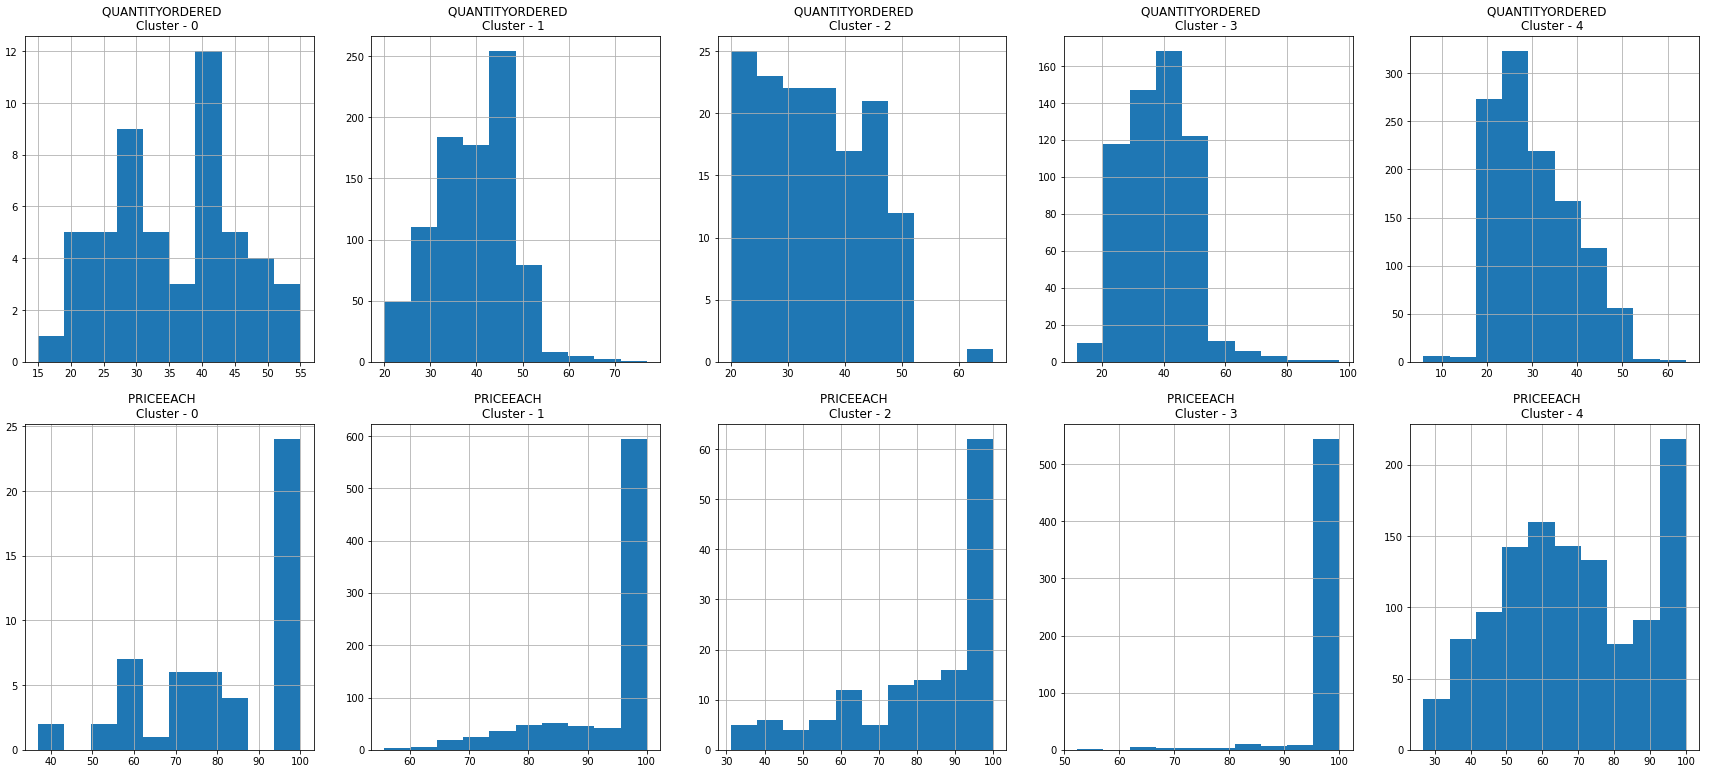 QUANTITYORDERED
Cluster - 0
12
10
8
6
4
2
0
15 20 25 30 35 40 45 50 55
QUANTITYORDERED
Cluster - 1
250
200
150
100
50
0
20 30 40 50 60 70
QUANTITYORDERED
Cluster - 2
25
20
15
10
5
0
20 30 40 50 60
QUANTITYORDERED
Cluster - 3
160
140
120
100
80
60
40
20
0
20 40 60 80 100
QUANTITYORDERED
Cluster - 4
300
250
200
150
100
50
0
10 20 30 40 50 60
PRICEEACH
Cluster - 0
25
20
15
10
5
0
40 50 60 70 80 90 100
PRICEEACH
Cluster - 1
600
500
400
300
200
100
0
60 70 80 90 100
PRICEEACH
Cluster - 2
60
50
40
30
20
10
0
30 40 50 60 70 80 90 100
PRICEEACH
Cluster - 3
500
400
300
200
100
0
50 60 70 80 90 100
PRICEEACH
Cluster - 4
200
150
100
50
0
30 40 50 60 70 80 90 100